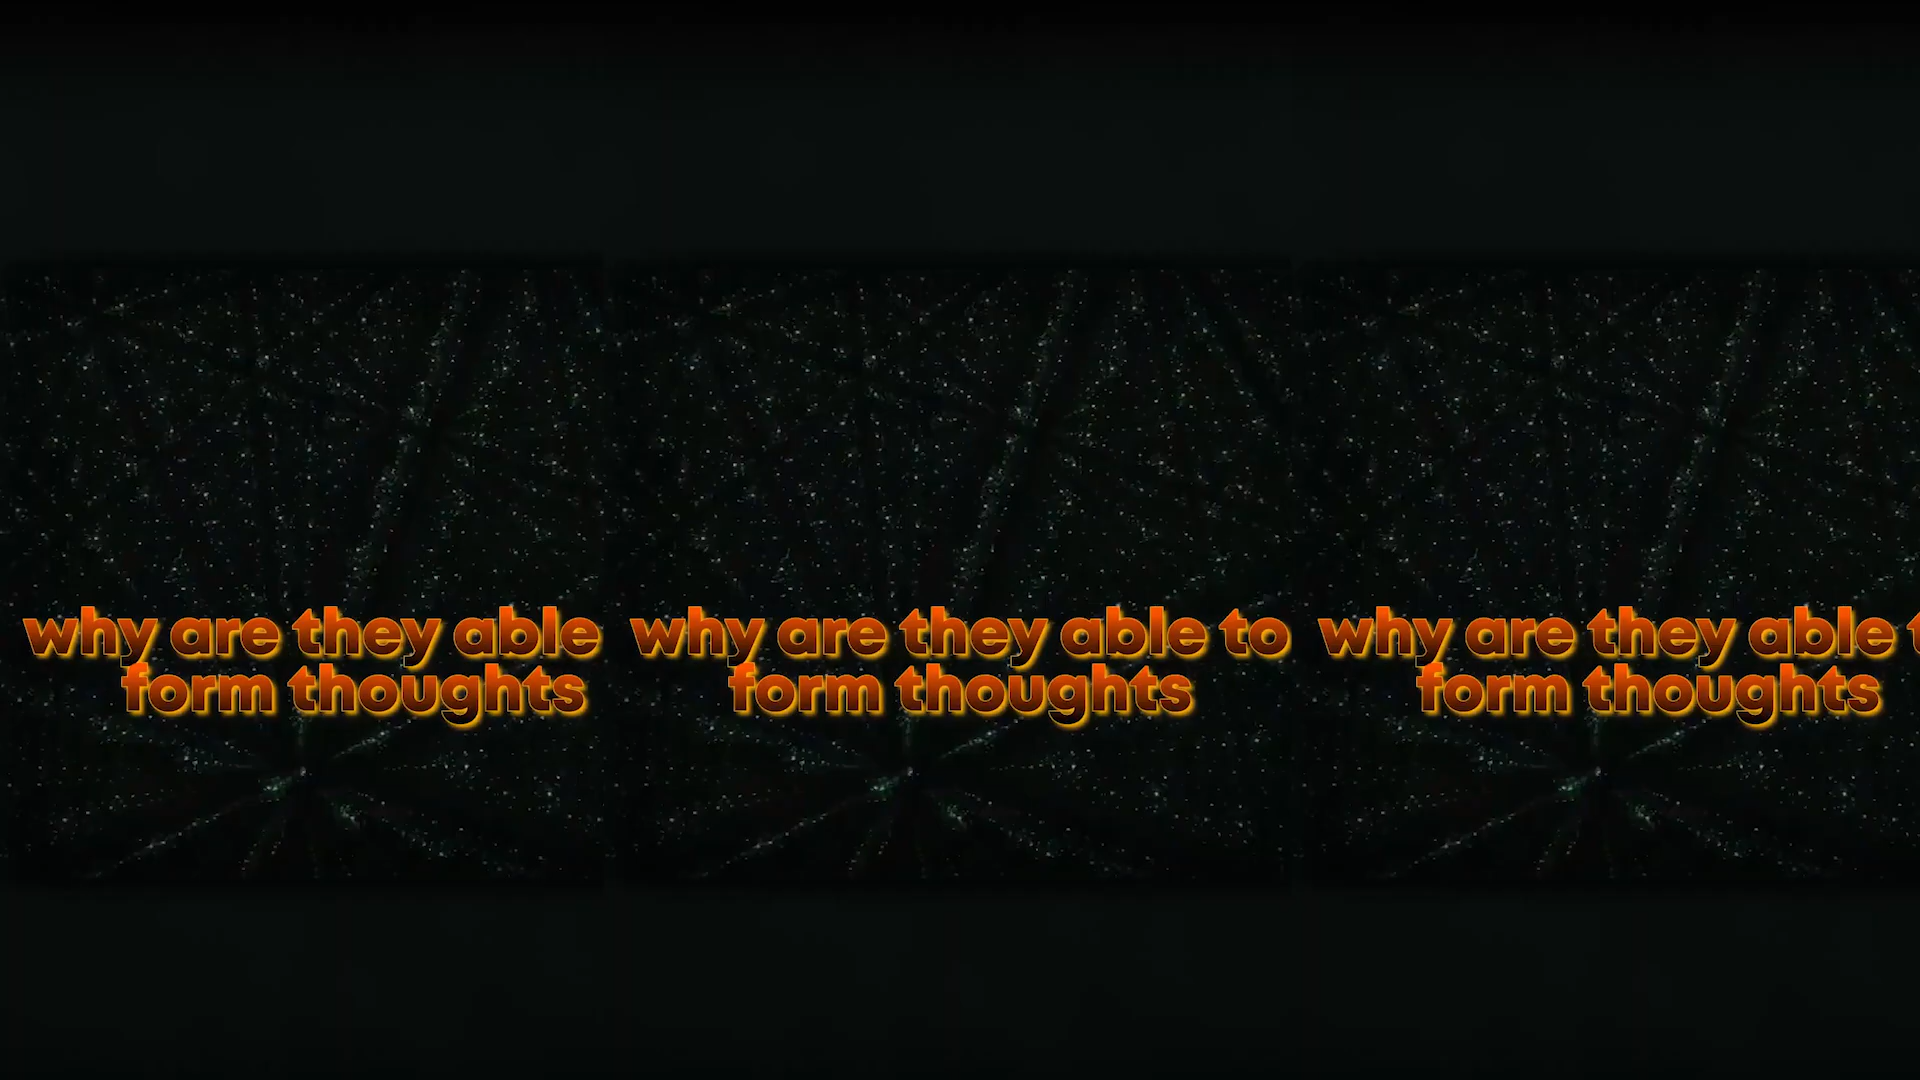 why are they able
form thoughts
why are they able to
form thoughts
why are they able t
form thoughts